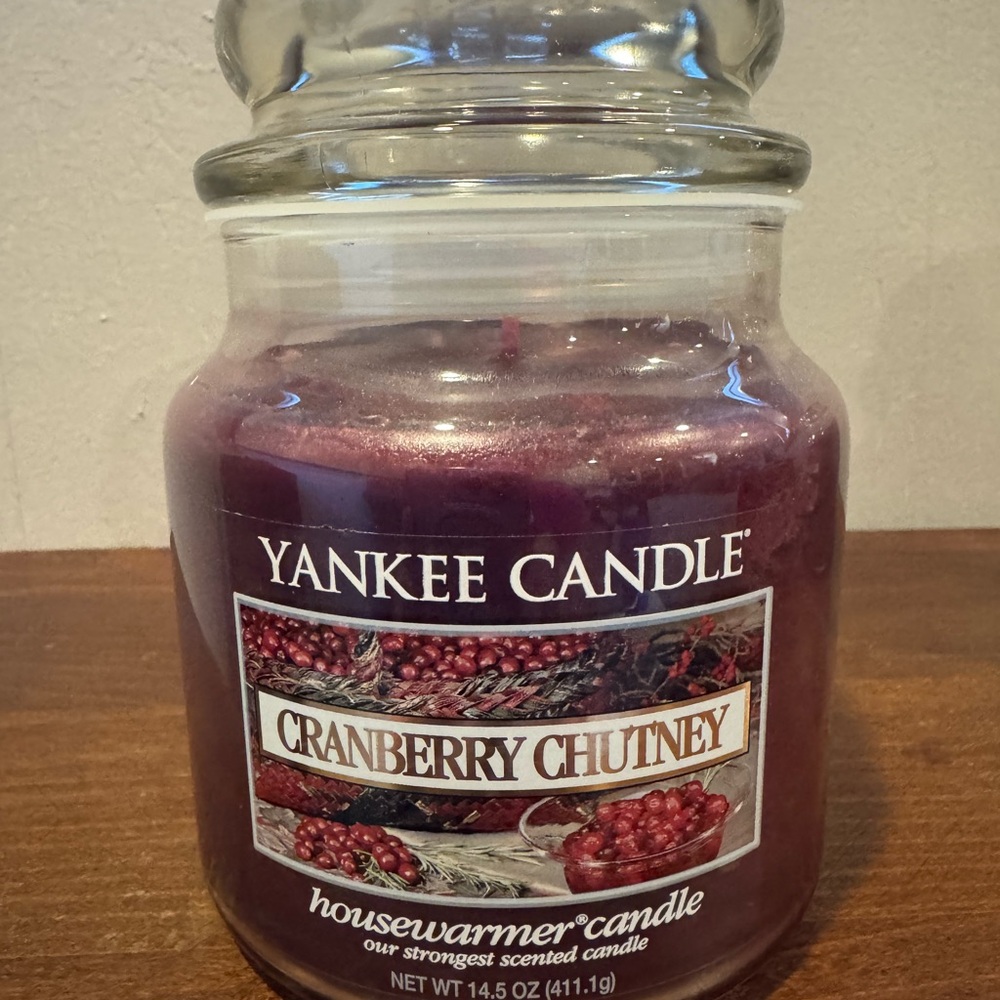 YANKEE CANDLE®
CRANBERRY CHUTNEY
housewarmer® candle
our strongest scented candle
NET WT 14.5 OZ (411.1g)